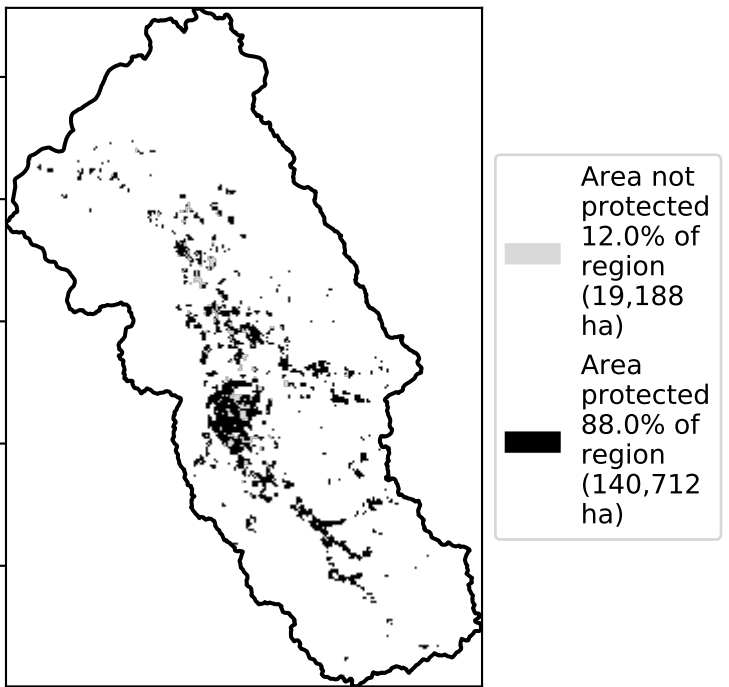 Area not
protected
12.0% of
region
(19,188
ha)
Area
protected
88.0% of
region
(140,712
ha)